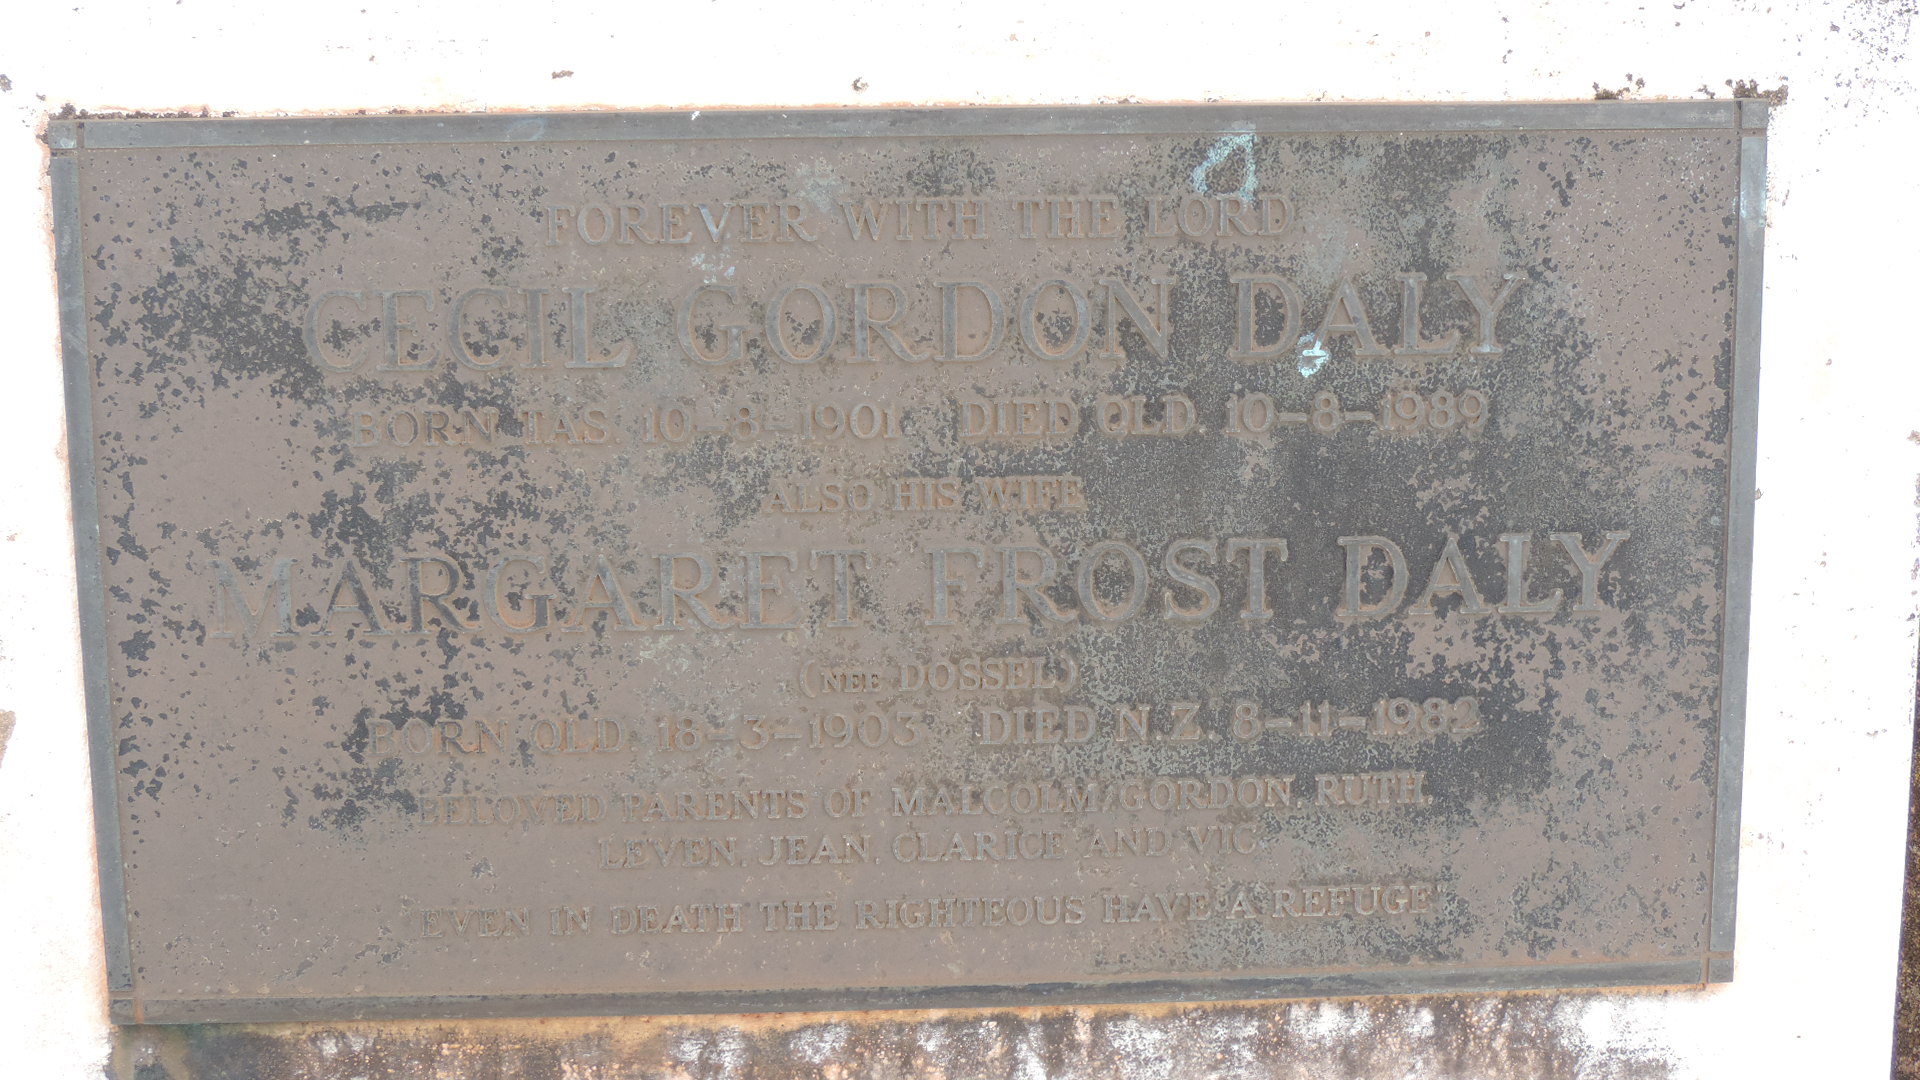 FOREVER WITH THE LORD
CECIL GORDON DALY
BORN TAS. 10-8-1901 DIED QLD. 10-8-1989
ALSO HIS WIFE
MARGARET FROST DALY
(NEE DOSSEL)
BORN QLD. 18-3-1903 DIED N.Z. 8-11-1982
BELOVED PARENTS OF MALCOLM, GORDON, RUTH,
LEVEN, JEAN, CLARICE AND VIC
"EVEN IN DEATH THE RIGHTEOUS HAVE A REFUGE"